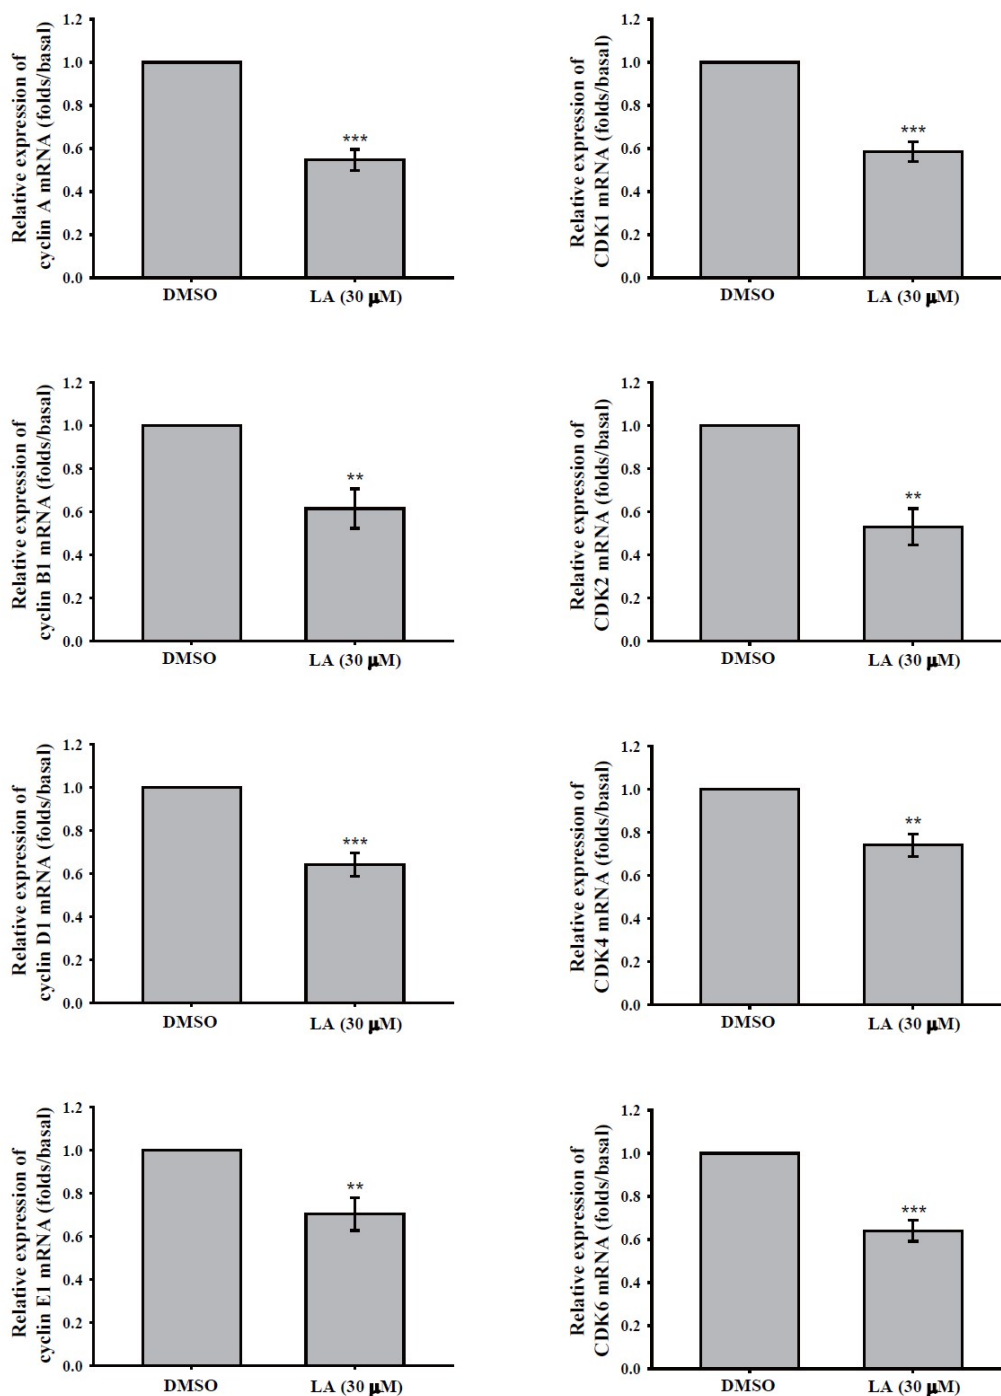 Relative expression of
cyclin A mRNA (folds/basal)
1.2
1.0
0.8
0.6
0.4
0.2
0.0
***
DMSO
LA (30 μM)
Relative expression of
CDK1 mRNA (folds/basal)
1.2
1.0
0.8
0.6
0.4
0.2
0.0
***
DMSO
LA (30 μM)
Relative expression of
cyclin B1 mRNA (folds/basal)
1.2
1.0
0.8
0.6
0.4
0.2
0.0
**
DMSO
LA (30 μM)
Relative expression of
CDK2 mRNA (folds/basal)
1.2
1.0
0.8
0.6
0.4
0.2
0.0
**
DMSO
LA (30 μM)
Relative expression of
cyclin D1 mRNA (folds/basal)
1.2
1.0
0.8
0.6
0.4
0.2
0.0
***
DMSO
LA (30 μM)
Relative expression of
CDK4 mRNA (folds/basal)
1.2
1.0
0.8
0.6
0.4
0.2
0.0
**
DMSO
LA (30 μM)
Relative expression of
cyclin E1 mRNA (folds/basal)
1.2
1.0
0.8
0.6
0.4
0.2
0.0
**
DMSO
LA (30 μM)
Relative expression of
CDK6 mRNA (folds/basal)
1.2
1.0
0.8
0.6
0.4
0.2
0.0
***
DMSO
LA (30 μM)